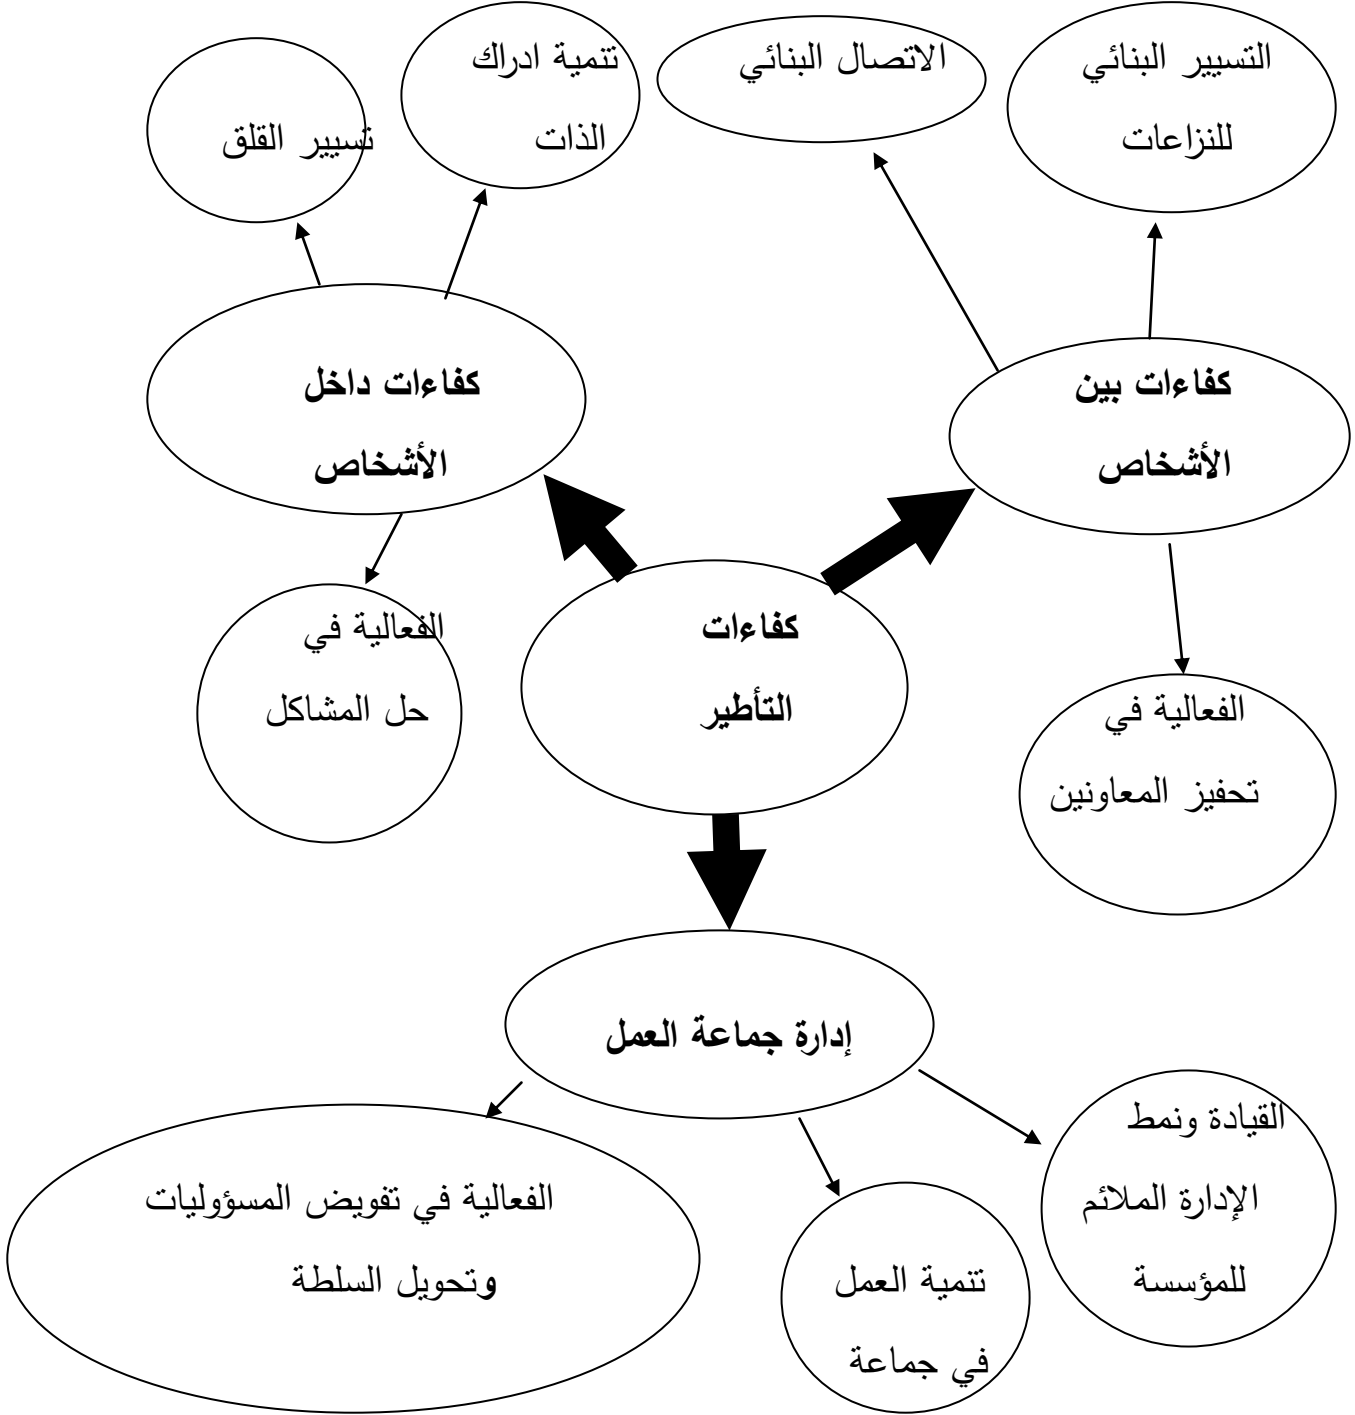 التسيير البنائي
للنزاعات
الاتصال البنائي
تنمية ادراك
الذات
تسيير القلق
كفاءات بين
الأشخاص
كفاءات داخل
الأشخاص
كفاءات
التأطير
الفعالية في
حل المشاكل
الفعالية في
تحفيز المعاونين
إدارة جماعة العمل
القيادة ونمط
الإدارة الملائم
للمؤسسة
تنمية العمل
في جماعة
الفعالية في تفويض المسؤوليات
وتحويل السلطة